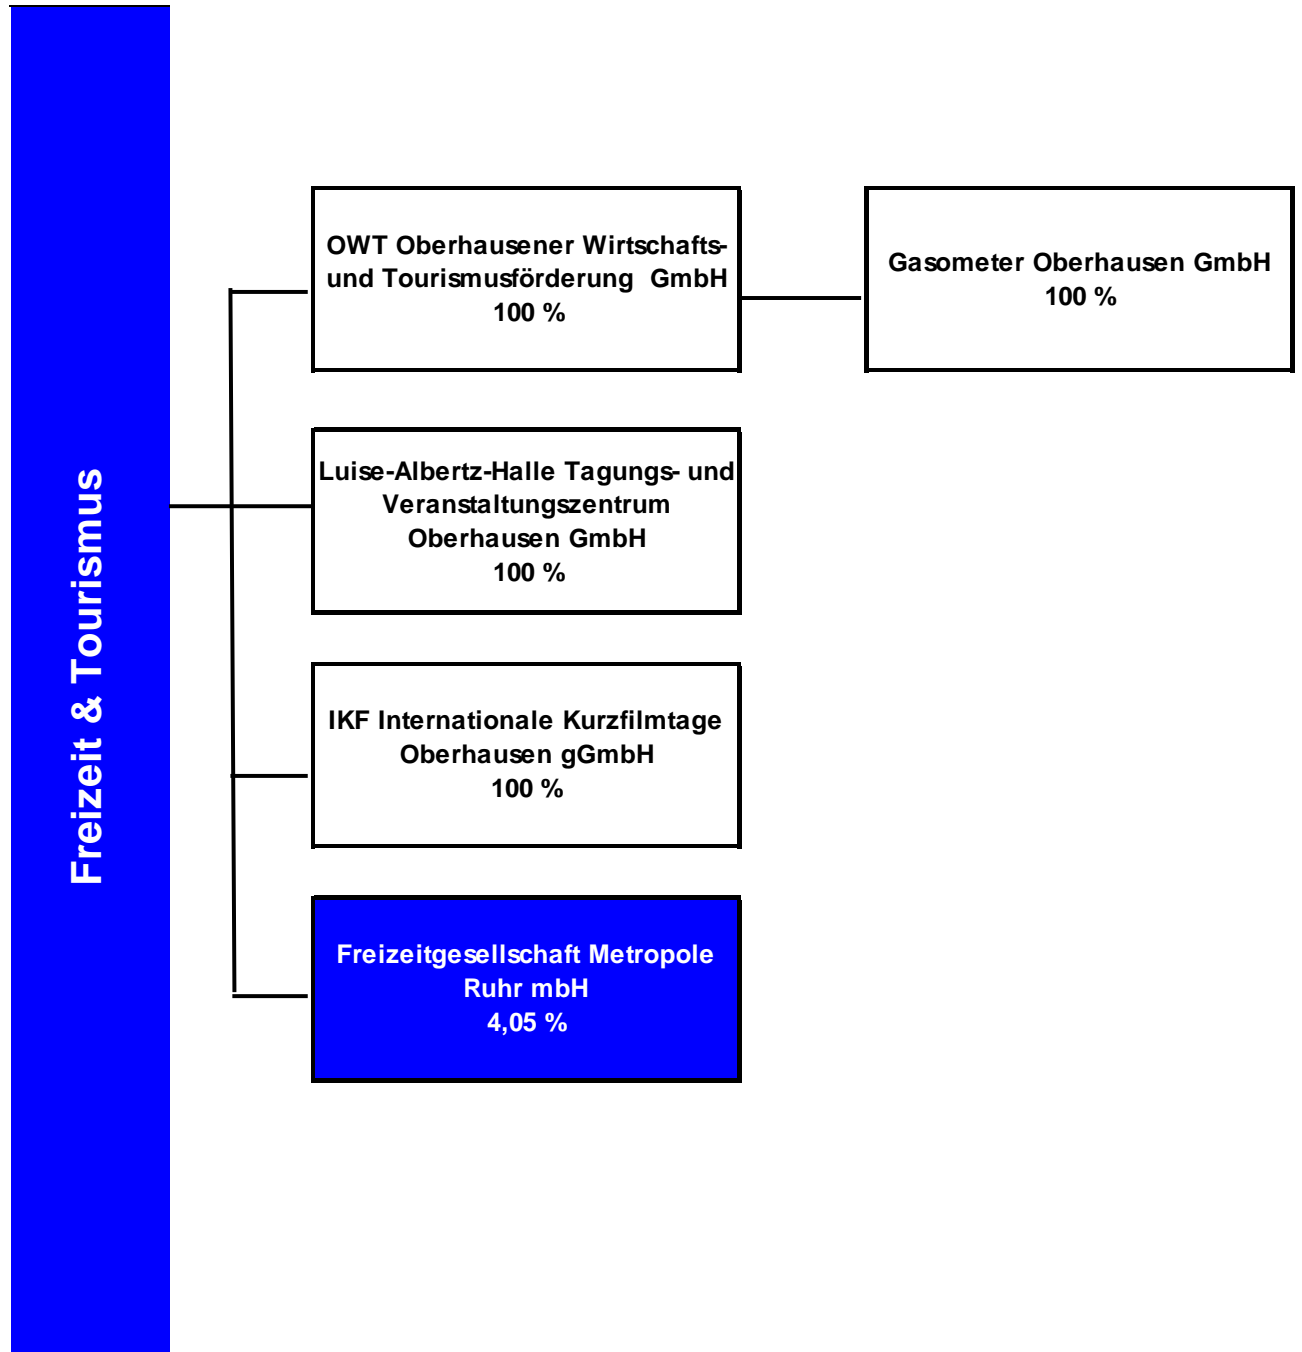 Freizeit & Tourismus
OWT Oberhausener Wirtschafts-
und Tourismusförderung GmbH
100 %
Gasometer Oberhausen GmbH
100 %
Luise-Albertz-Halle Tagungs- und
Veranstaltungszentrum
Oberhausen GmbH
100 %
IKF Internationale Kurzfilmtage
Oberhausen gGmbH
100 %
Freizeitgesellschaft Metropole
Ruhr mbH
4,05 %